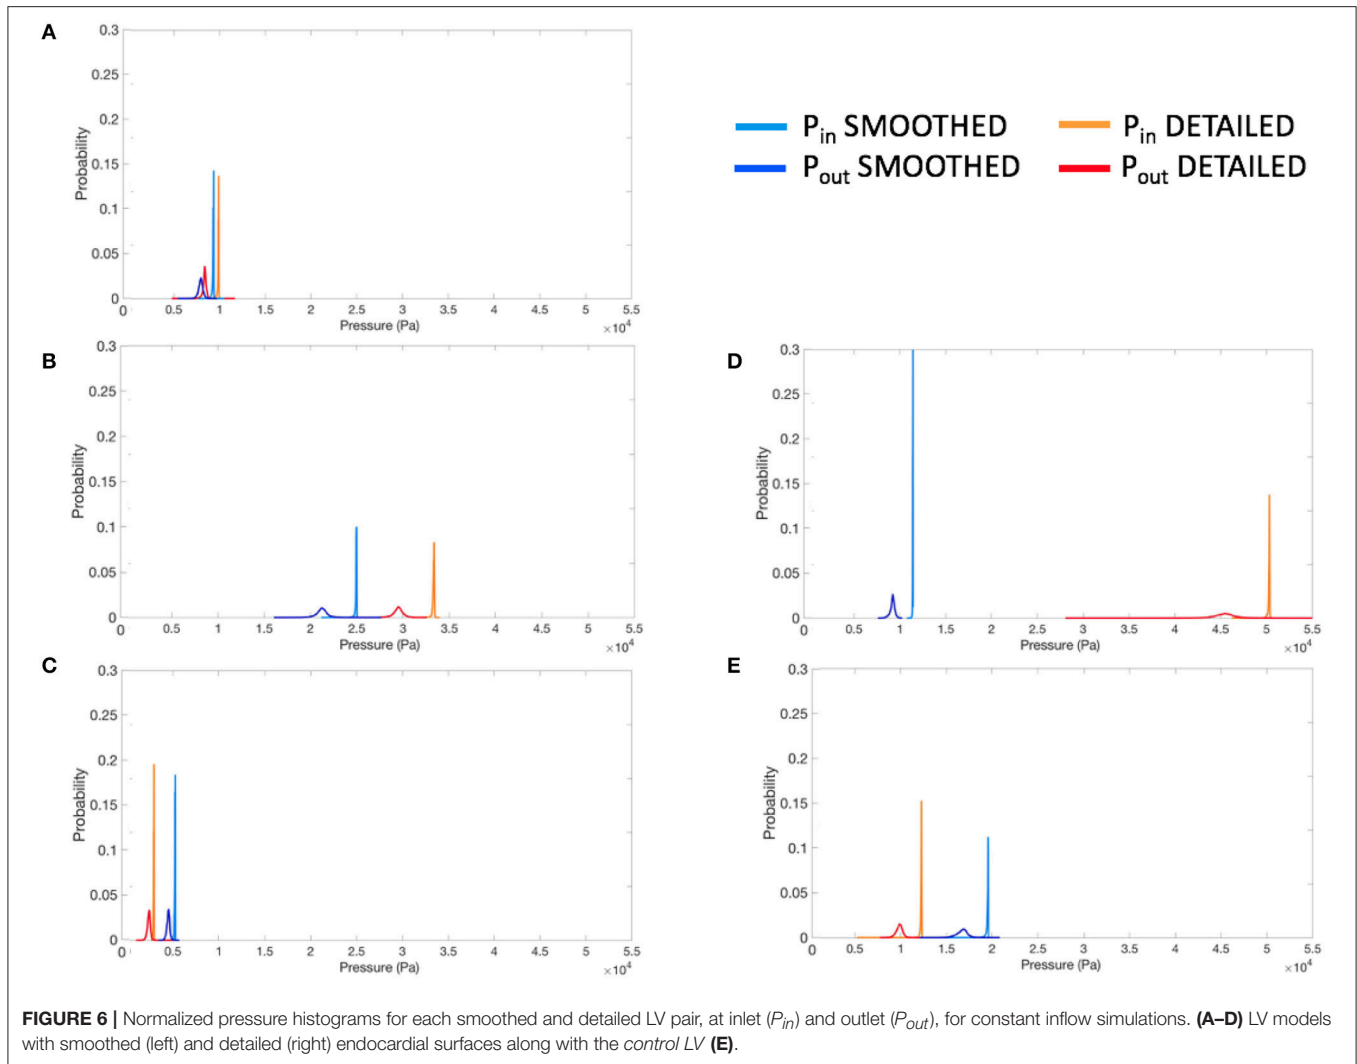 A
0.3
0.25
0.2
0.15
0.1
0.05
0
Probability
0 0.5 1 1.5 2 2.5 3 3.5 4 4.5 5 5.5
Pressure (Pa)
×10^4
P_in SMOOTHED
P_in DETAILED
P_out SMOOTHED
P_out DETAILED
B
0.3
0.25
0.2
0.15
0.1
0.05
0
Probability
0 0.5 1 1.5 2 2.5 3 3.5 4 4.5 5 5.5
Pressure (Pa)
×10^4
D
0.3
0.25
0.2
0.15
0.1
0.05
0
Probability
0 0.5 1 1.5 2 2.5 3 3.5 4 4.5 5 5.5
Pressure (Pa)
×10^4
C
0.3
0.25
0.2
0.15
0.1
0.05
0
Probability
0 0.5 1 1.5 2 2.5 3 3.5 4 4.5 5 5.5
Pressure (Pa)
×10^4
E
0.3
0.25
0.2
0.15
0.1
0.05
0
Probability
0 0.5 1 1.5 2 2.5 3 3.5 4 4.5 5 5.5
Pressure (Pa)
×10^4
FIGURE 6 | Normalized pressure histograms for each smoothed and detailed LV pair, at inlet (P_in) and outlet (P_out), for constant inflow simulations. (A–D) LV models
with smoothed (left) and detailed (right) endocardial surfaces along with the control LV (E).